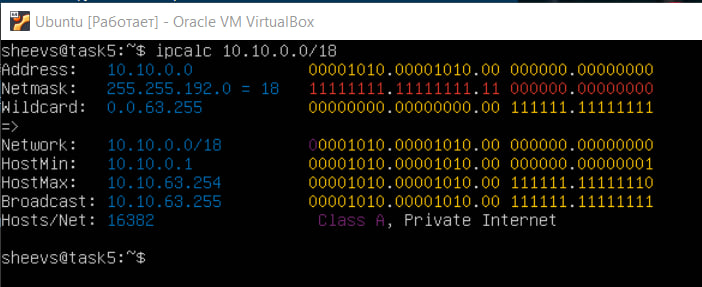 Ubuntu [Работает] - Oracle VM VirtualBox
sheevs@task5:~$ ipcalc 10.10.0.0/18
Address:   10.10.0.0            00001010.00001010.00 000000.00000000
Netmask:   255.255.192.0 = 18   11111111.11111111.11 000000.00000000
Wildcard:  0.0.63.255           00000000.00000000.00 111111.11111111
=>
Network:   10.10.0.0/18         00001010.00001010.00 000000.00000000
HostMin:   10.10.0.1            00001010.00001010.00 000000.00000001
HostMax:   10.10.63.254         00001010.00001010.00 111111.11111110
Broadcast: 10.10.63.255         00001010.00001010.00 111111.11111111
Hosts/Net: 16382                 Class A, Private Internet
sheevs@task5:~$